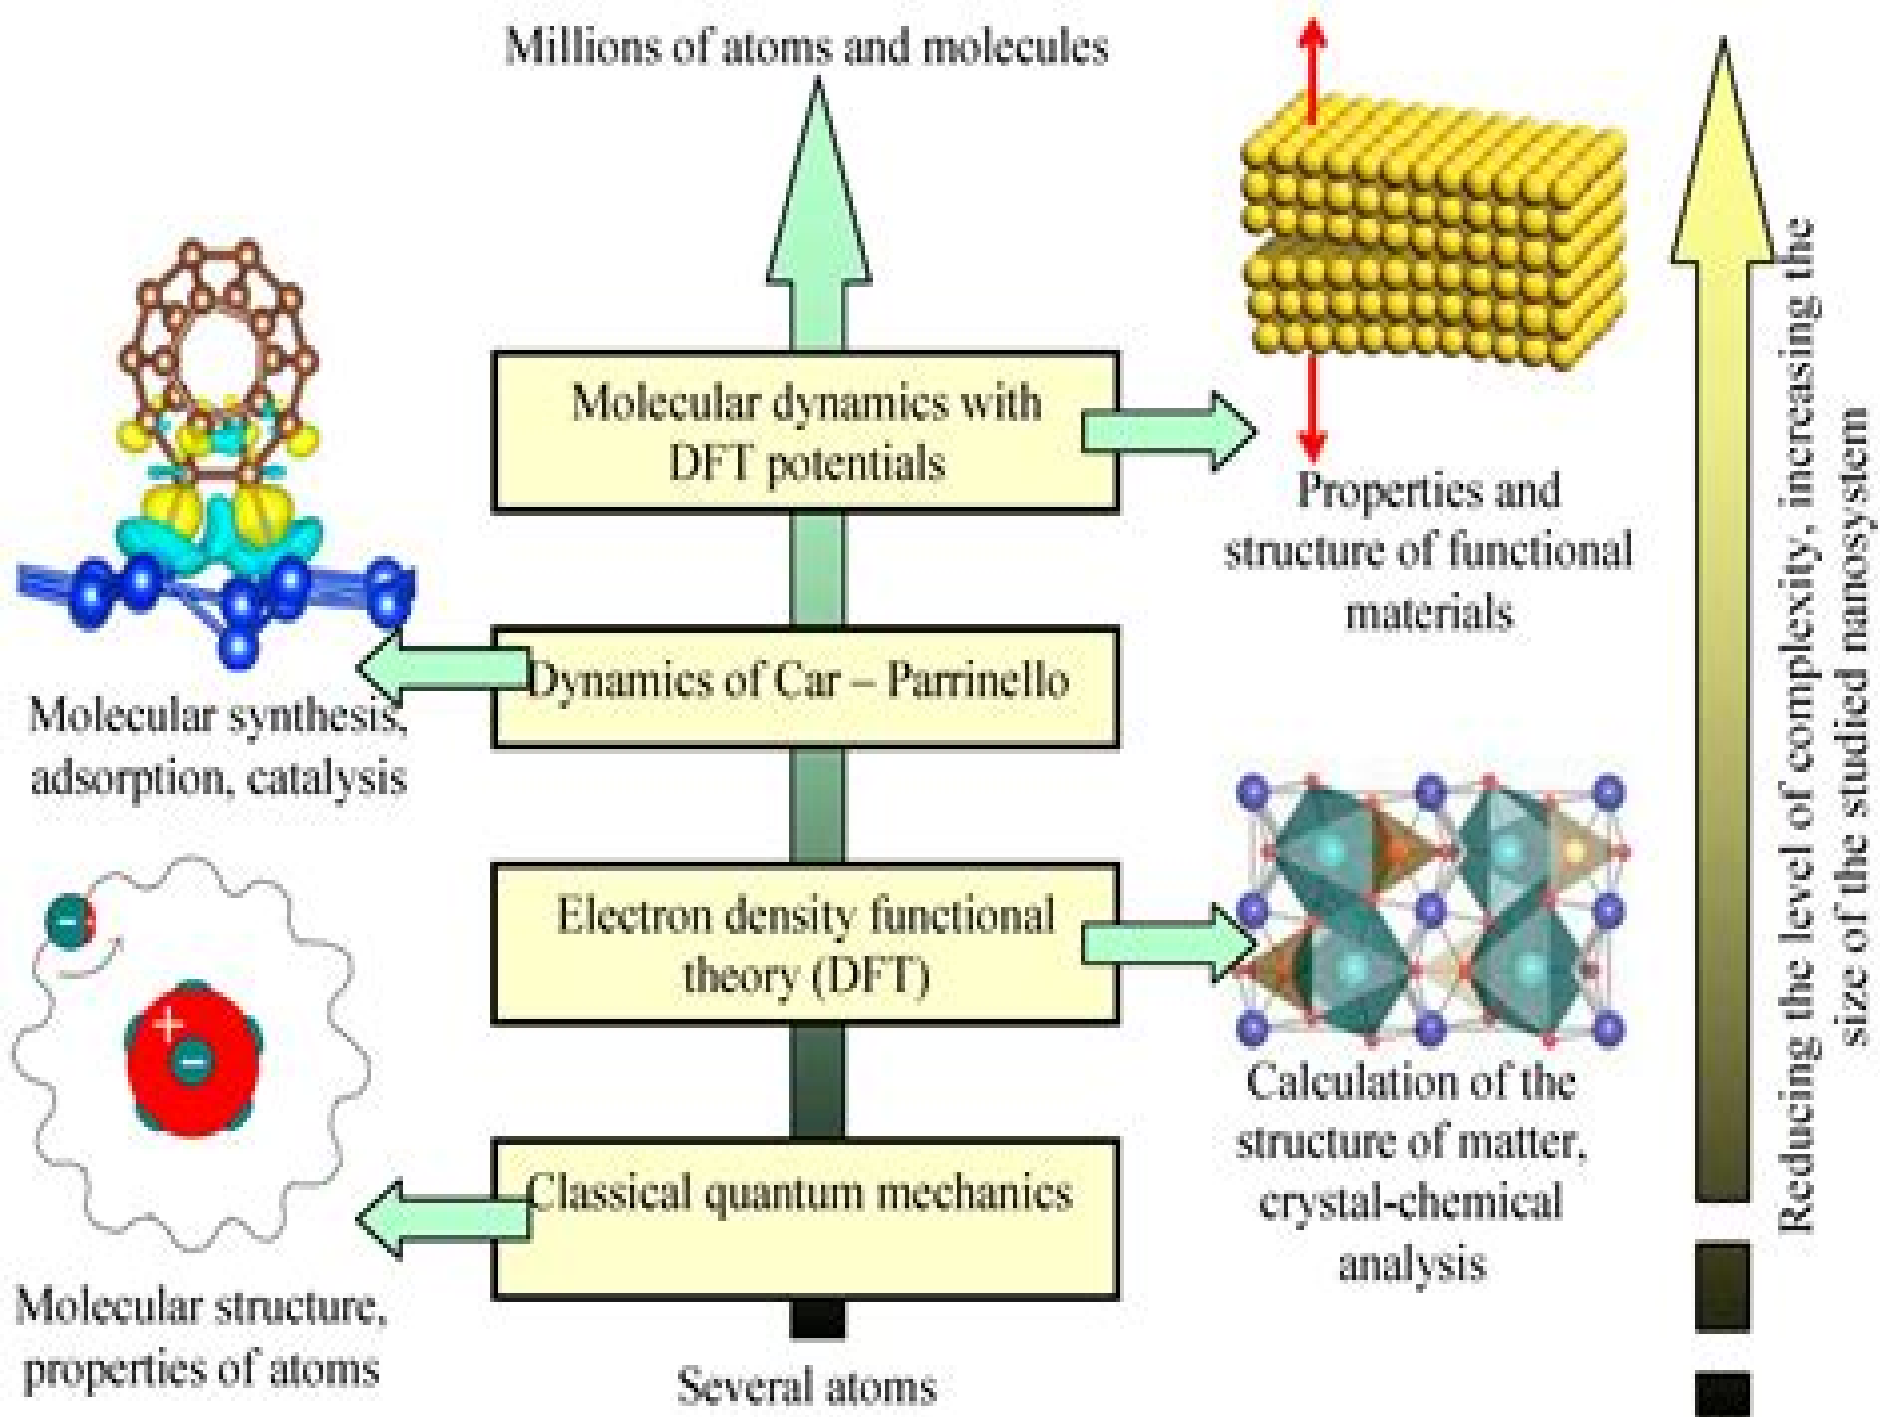 Millions of atoms and molecules
Molecular dynamics with
DFT potentials
Properties and
structure of functional
materials
Dynamics of Car – Parrinello
Molecular synthesis,
adsorption, catalysis
Electron density functional
theory (DFT)
Calculation of the
structure of matter,
crystal-chemical
analysis
-
+
-
Classical quantum mechanics
Molecular structure,
properties of atoms
Several atoms
Reducing the level of complexity, increasing the
size of the studied nanosystem